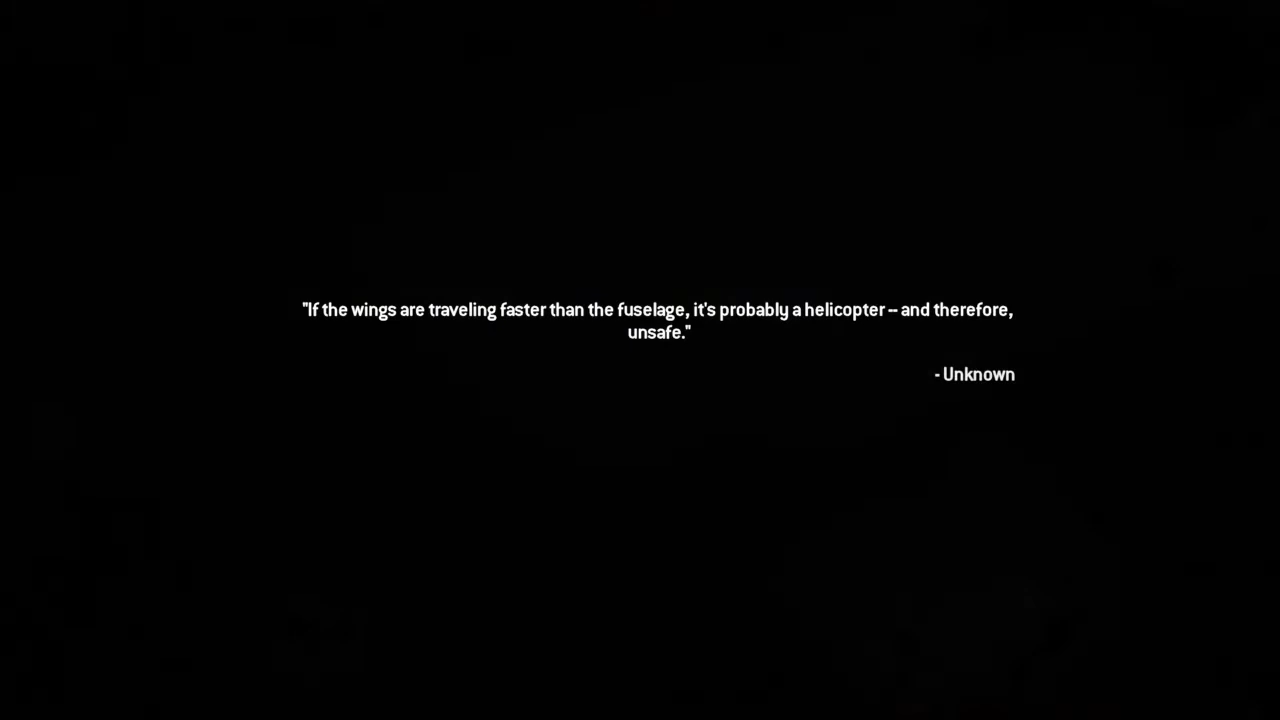 "If the wings are traveling faster than the fuselage, it's probably a helicopter -- and therefore,
unsafe."
- Unknown